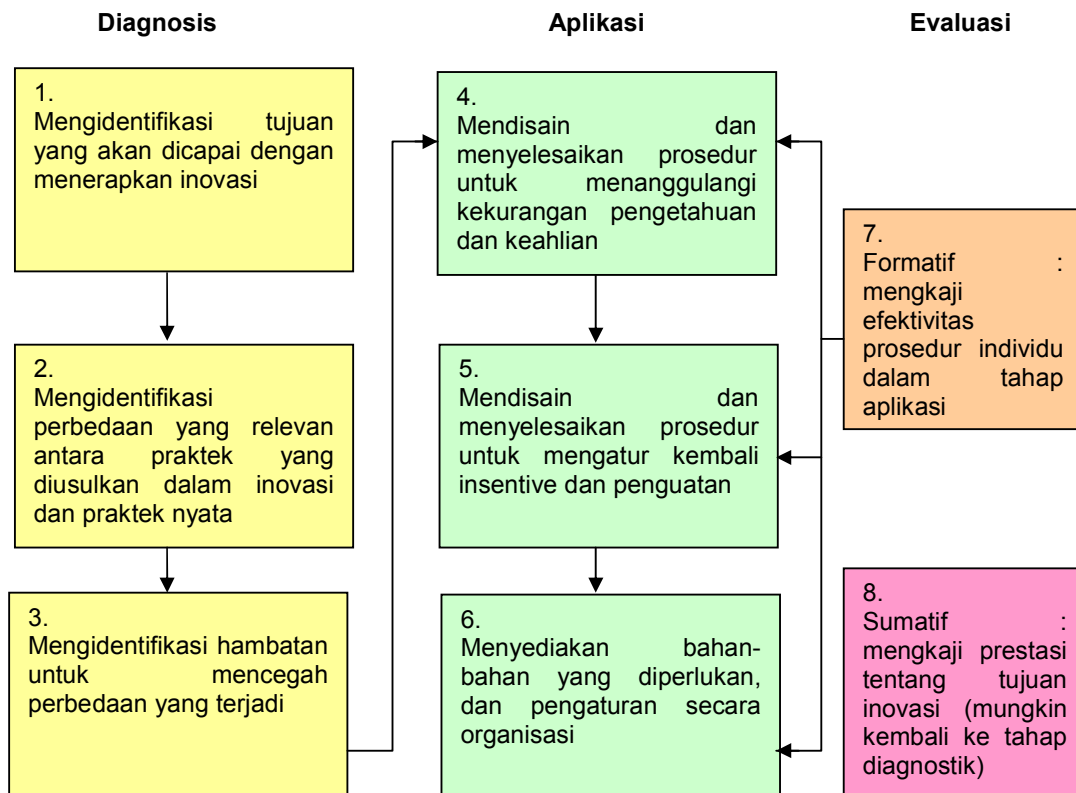 Diagnosis
Aplikasi
Evaluasi
1.
Mengidentifikasi tujuan
yang akan dicapai dengan
menerapkan inovasi
2.
Mengidentifikasi
perbedaan yang relevan
antara praktek yang
diusulkan dalam inovasi
dan praktek nyata
3.
Mengidentifikasi hambatan
untuk mencegah
perbedaan yang terjadi
4.
Mendisain dan
menyelesaikan prosedur
untuk menanggulangi
kekurangan pengetahuan
dan keahlian
5.
Mendisain dan
menyelesaikan prosedur
untuk mengatur kembali
insentive dan penguatan
6.
Menyediakan bahan-
bahan yang diperlukan,
dan pengaturan secara
organisasi
7.
Formatif :
mengkaji
efektivitas
prosedur individu
dalam tahap
aplikasi
8.
Sumatif :
mengkaji prestasi
tentang tujuan
inovasi (mungkin
kembali ke tahap
diagnostik)